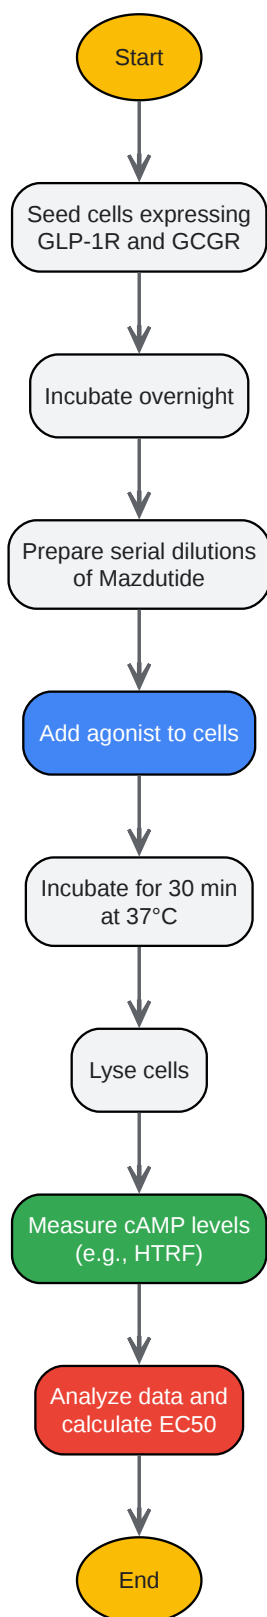 Start
Seed cells expressing
GLP-1R and GCGR
Incubate overnight
Prepare serial dilutions
of Mazdutide
Add agonist to cells
Incubate for 30 min
at 37°C
Lyse cells
Measure cAMP levels
(e.g., HTRF)
Analyze data and
calculate EC50
End